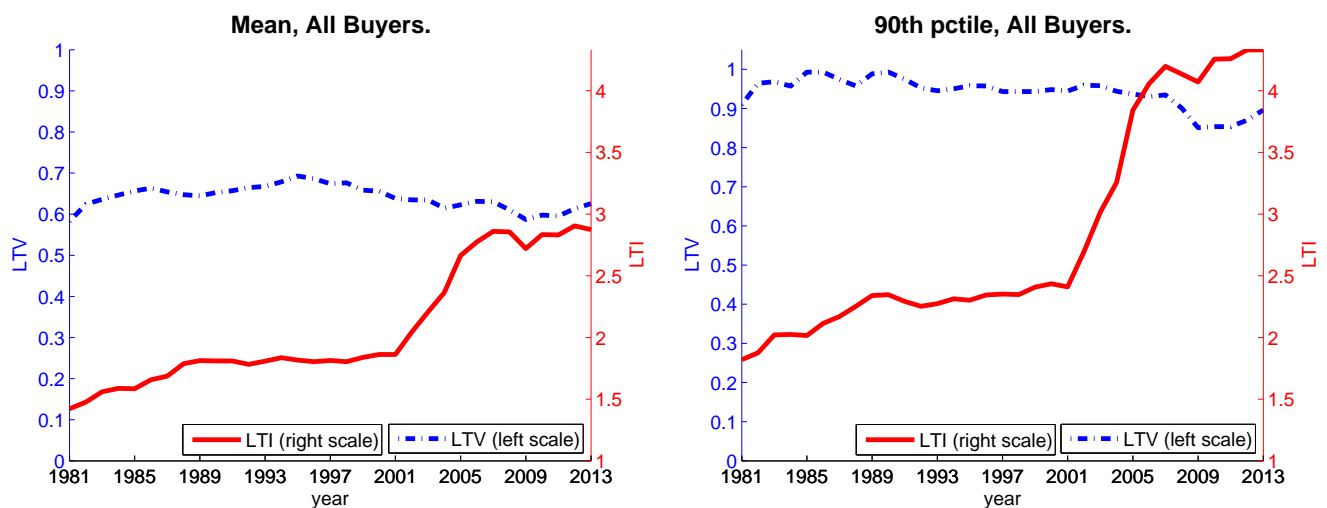 Mean, All Buyers.
1
0.9
0.8
0.7
0.6
0.5
0.4
0.3
0.2
0.1
0
LTV
4
3.5
3
2.5
2
1.5
1
LTI
LTI (right scale)
LTV (left scale)
1981 1985 1989 1993 1997 2001 2005 2009 2013
year
90th pctile, All Buyers.
1
0.9
0.8
0.7
0.6
0.5
0.4
0.3
0.2
0.1
0
LTV
4
3.5
3
2.5
2
1.5
1
LTI
LTI (right scale)
LTV (left scale)
1981 1985 1989 1993 1997 2001 2005 2009 2013
year